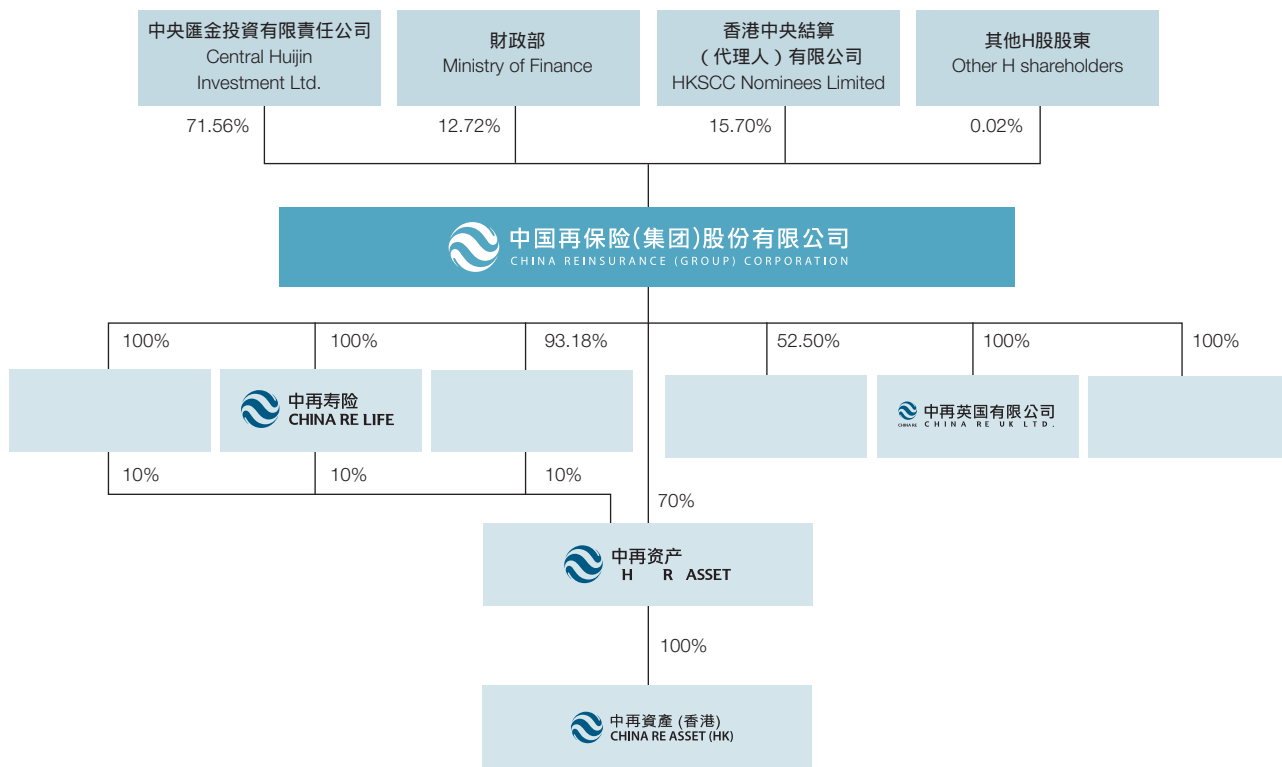 中央匯金投資有限責任公司
Central Huijin
Investment Ltd.
財政部
Ministry of Finance
香港中央結算
（代理人）有限公司
HKSCC Nominees Limited
其他H股股東
Other H shareholders
71.56%
12.72%
15.70%
0.02%
中国再保险(集团)股份有限公司
CHINA REINSURANCE (GROUP) CORPORATION
100%
100%
93.18%
52.50%
100%
100%
中再寿险
CHINA RE LIFE
CHINA RE
中再英国有限公司
CHINA RE UK LTD.
10%
10%
10%
70%
中再资产
H R ASSET
100%
中再資產 (香港)
CHINA RE ASSET (HK)